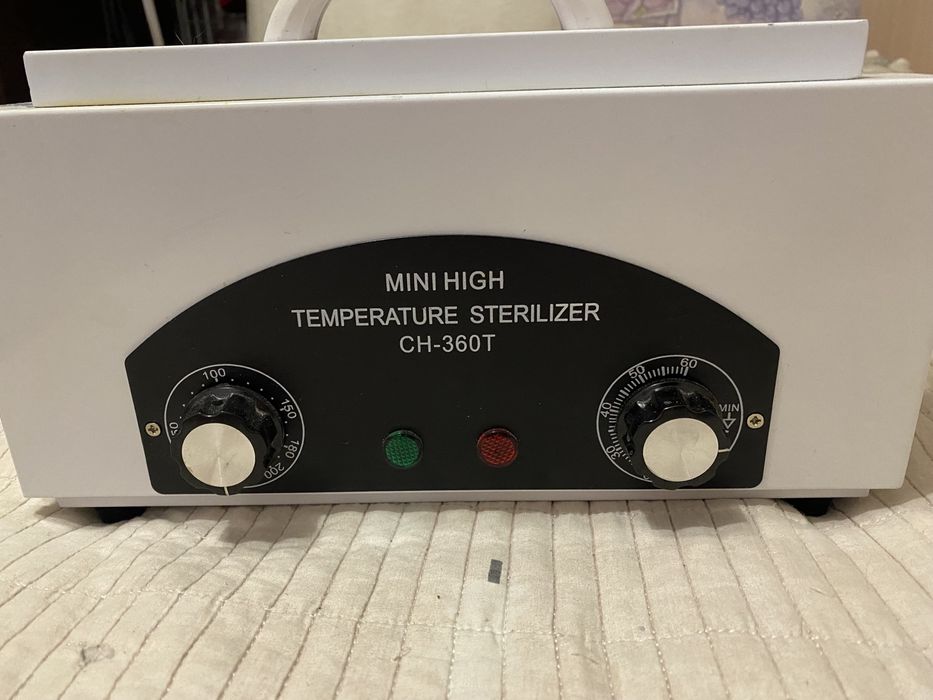 MINI HIGH
TEMPERATURE STERILIZER
CH-360T
100
150
180
200
60
50
40
30
MIN